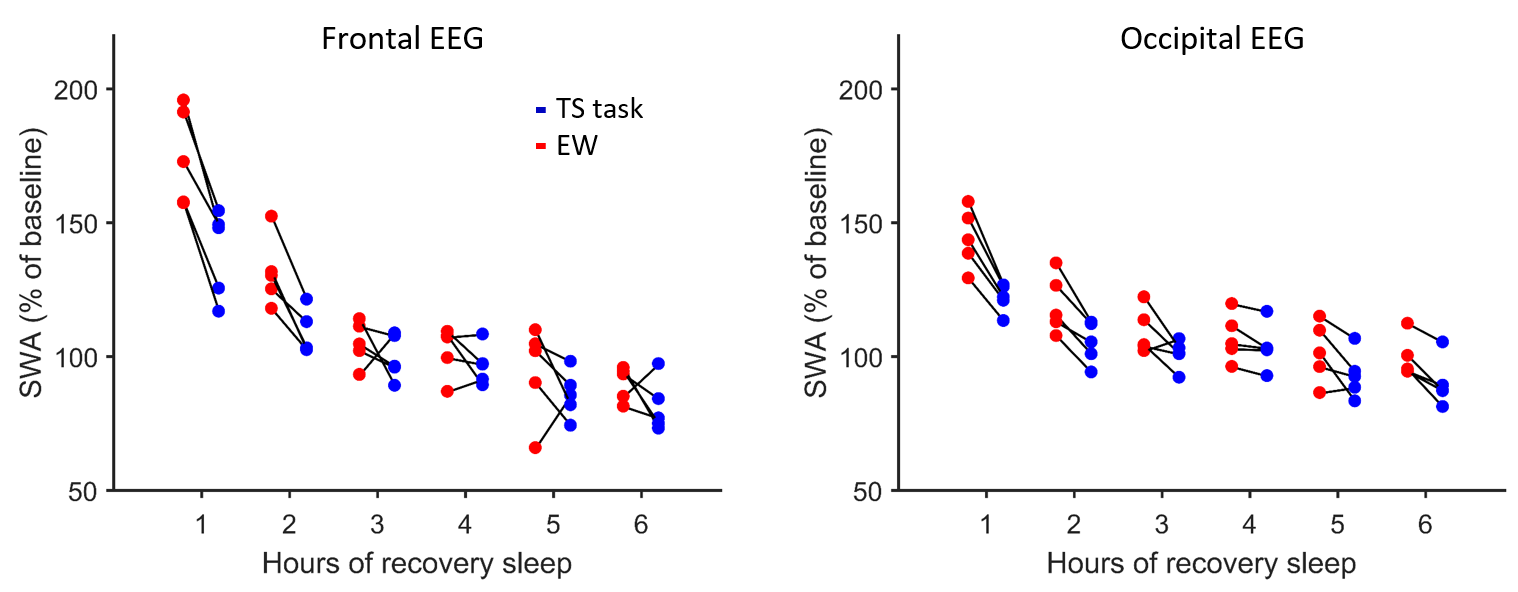 Frontal EEG
200
150
100
50
SWA (% of baseline)
TS task
EW
1 2 3 4 5 6
Hours of recovery sleep
Occipital EEG
200
150
100
50
SWA (% of baseline)
1 2 3 4 5 6
Hours of recovery sleep